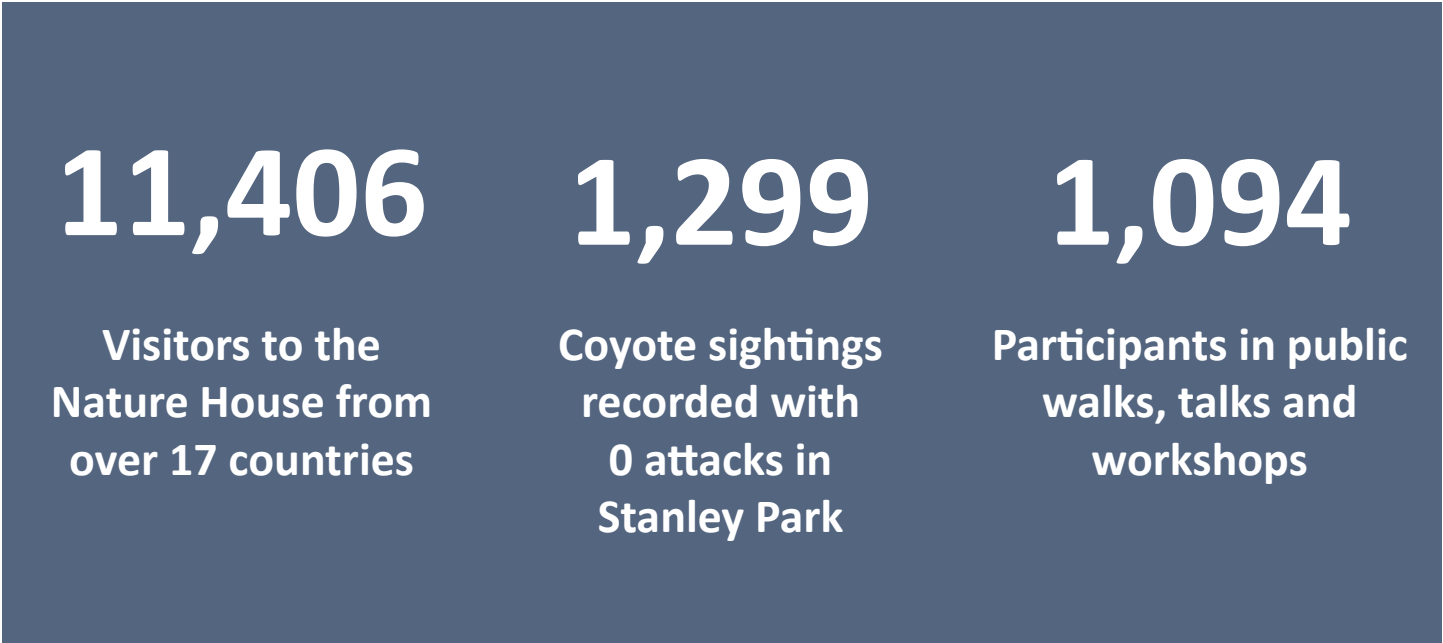 11,406
Visitors to the
Nature House from
over 17 countries
1,299
Coyote sightings
recorded with
0 attacks in
Stanley Park
1,094
Participants in public
walks, talks and
workshops